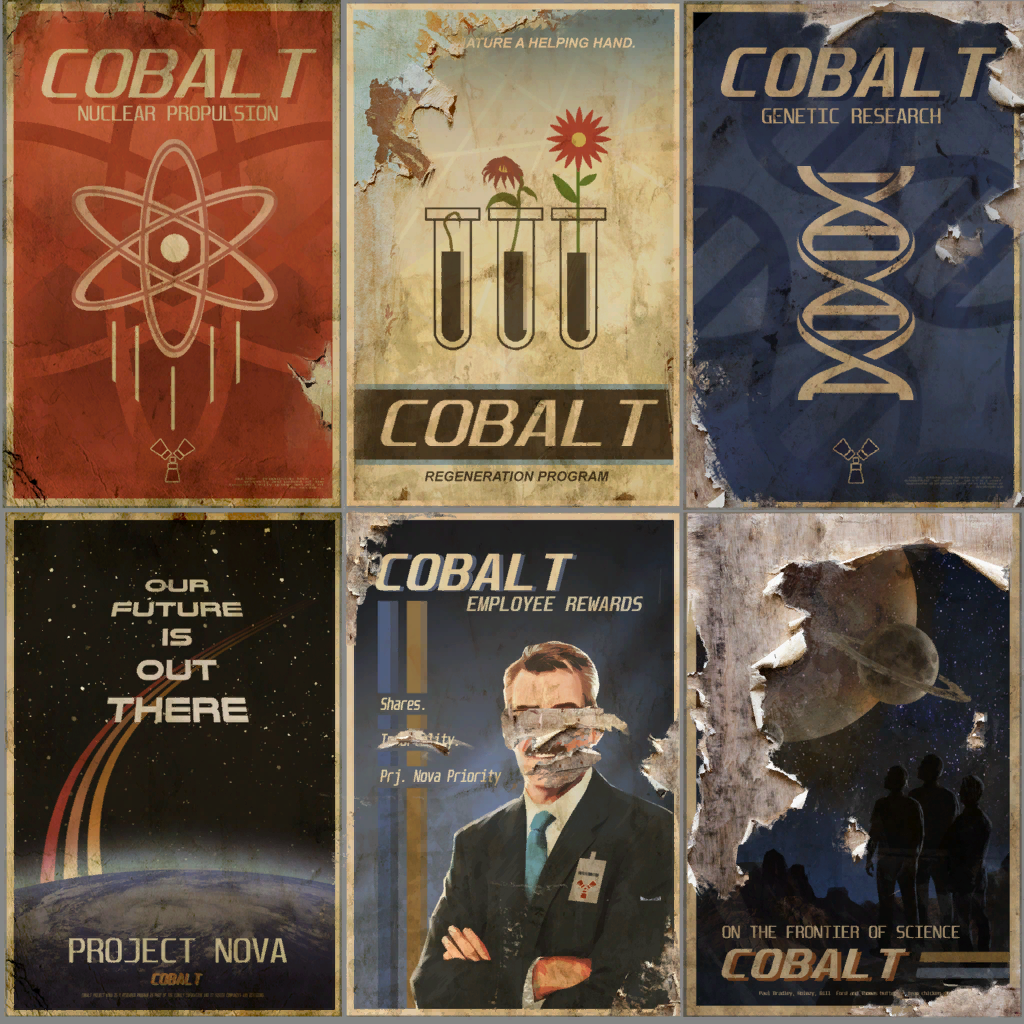 COBALT
NUCLEAR PROPULSION
ATURE A HELPING HAND.
COBALT
REGENERATION PROGRAM
COBALT
GENETIC RESEARCH
OUR
FUTURE
IS
OUT
THERE
PROJECT NOVA
COBALT
COBALT
EMPLOYEE REWARDS
Shares.
Prj. Nova Priority
ON THE FRONTIER OF SCIENCE
COBALT